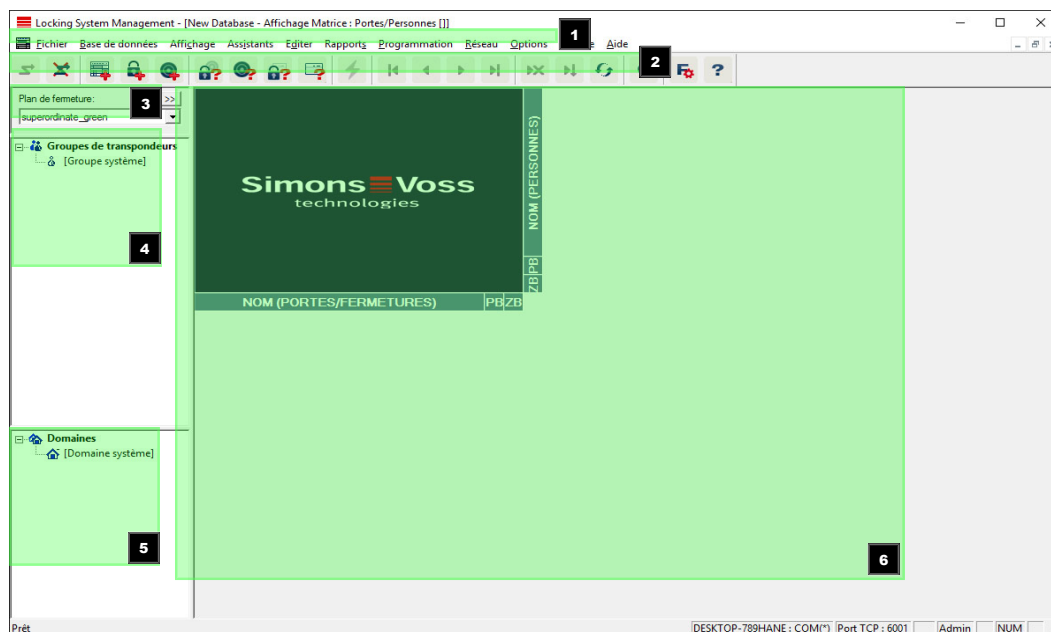 Locking System Management - [New Database - Affichage Matrice : Portes/Personnes []]
Fichier Base de données Affichage Assistants Editer Rapports Programmation Réseau Options Aide
1
2
Plan de fermeture:
>>
3
superordinate_green
Groupes de transpondeurs
[Groupe système]
4
Simons Voss
technologies
NOM (PERSONNES)
PB
ZB
NOM (PORTES/FERMETURES) PB ZB
Domaines
[Domaine système]
5
6
Prêt
DESKTOP-789HANE : COM(*) Port TCP : 6001 Admin NUM